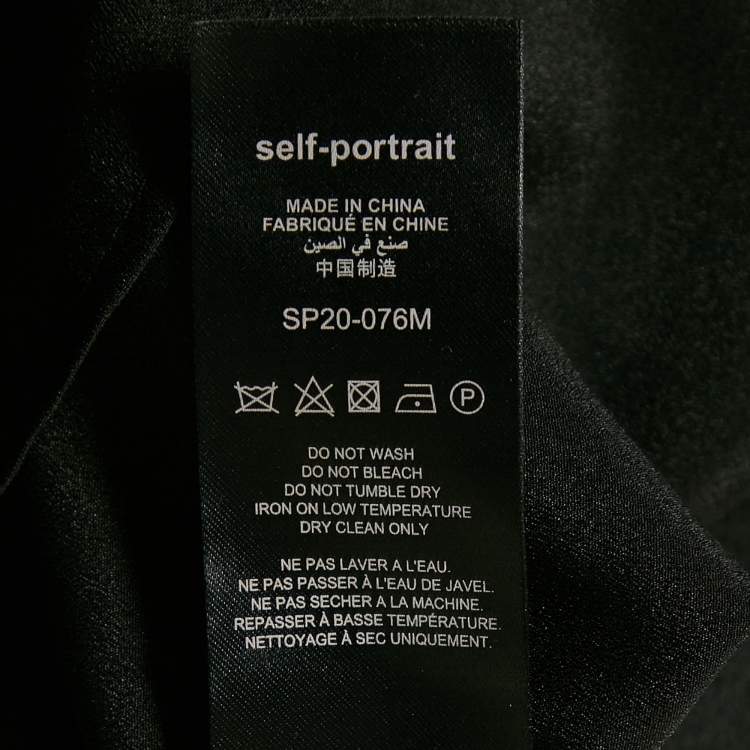 self-portrait
MADE IN CHINA
FABRIQUÉ EN CHINE
صنع في الصين
中国制造
SP20-076M
P
DO NOT WASH
DO NOT BLEACH
DO NOT TUMBLE DRY
IRON ON LOW TEMPERATURE
DRY CLEAN ONLY
NE PAS LAVER A L'EAU.
NE PAS PASSER À L'EAU DE JAVEL.
NE PAS SECHER A LA MACHINE.
REPASSER À BASSE TEMPÉRATURE.
NETTOYAGE À SEC UNIQUEMENT.